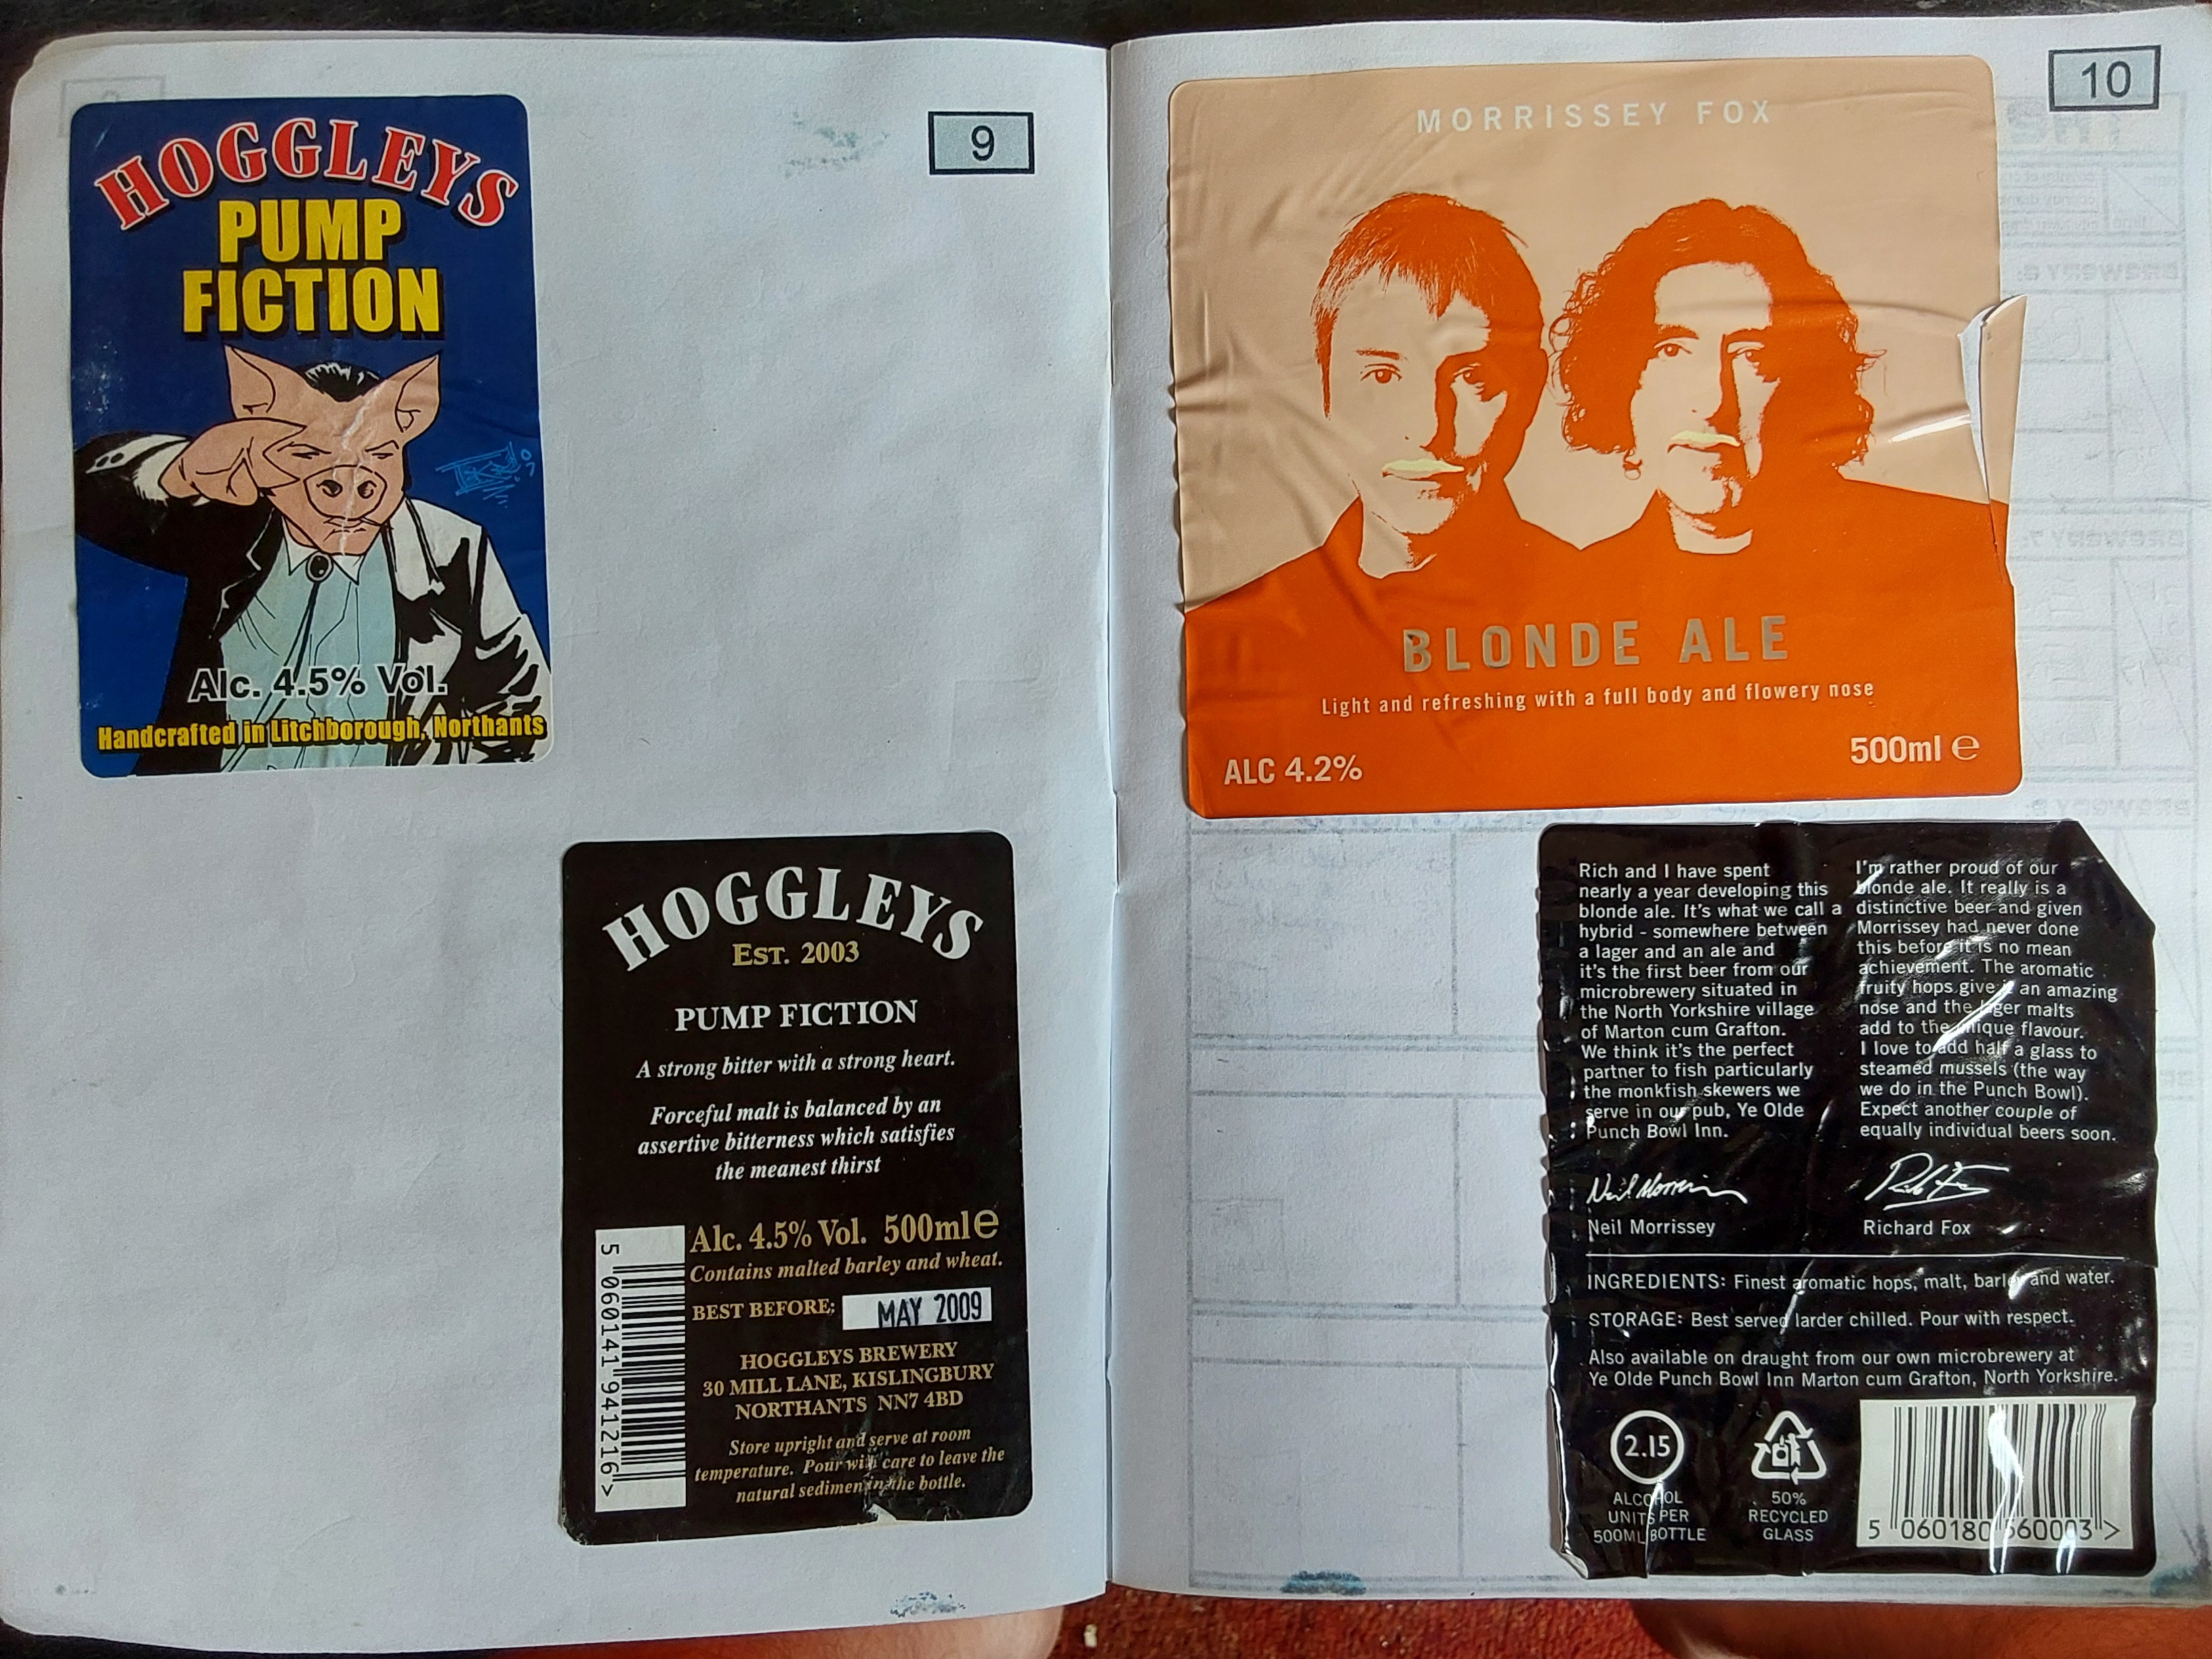 9
HOGGLEYS
PUMP
FICTION
Alc. 4.5% Vol.
Handcrafted in Litchborough, Northants
HOGGLEYS
EST. 2003
PUMP FICTION
A strong bitter with a strong heart.
Forceful malt is balanced by an
assertive bitterness which satisfies
the meanest thirst
Alc. 4.5% Vol. 500ml e
Contains malted barley and wheat.
BEST BEFORE: MAY 2009
HOGGLEYS BREWERY
30 MILL LANE, KISLINGBURY
NORTHANTS NN7 4BD
Store upright and serve at room
temperature. Pour with care to leave the
natural sediment in the bottle.
5 060141 941216 >
10
MORRISSEY FOX
BLONDE ALE
Light and refreshing with a full body and flowery nose
ALC 4.2%
500ml e
Rich and I have spent
nearly a year developing this
blonde ale. It's what we call a
hybrid - somewhere between
a lager and an ale and
it's the first beer from our
microbrewery situated in
the North Yorkshire village
of Marton cum Grafton.
We think it's the perfect
partner to fish particularly
the monkfish skewers we
serve in our pub, Ye Olde
Punch Bowl Inn.
Neil Morrissey
I'm rather proud of our
blonde ale. It really is a
distinctive beer and given
Morrissey had never done
this before it is no mean
achievement. The aromatic
fruity hops give it an amazing
nose and the lager malts
add to the unique flavour.
I love to add half a glass to
steamed mussels (the way
we do in the Punch Bowl).
Expect another couple of
equally individual beers soon.
Richard Fox
INGREDIENTS: Finest aromatic hops, malt, barley and water.
STORAGE: Best served larder chilled. Pour with respect.
Also available on draught from our own microbrewery at
Ye Olde Punch Bowl Inn Marton cum Grafton, North Yorkshire.
2.15
ALCOHOL
UNITS PER
500ML BOTTLE
50%
RECYCLED
GLASS
5 060180 560003 >